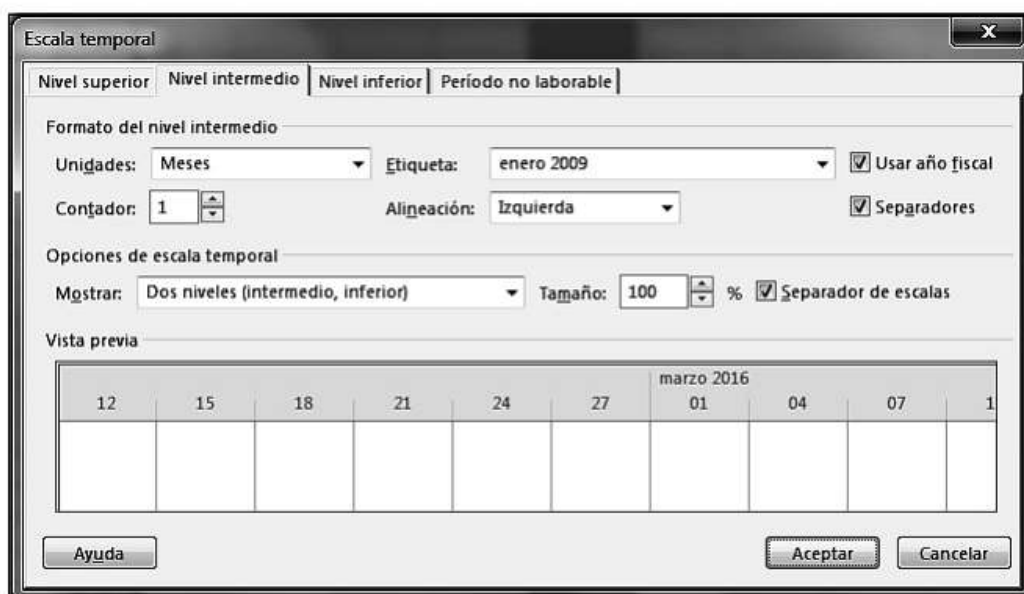 Escala temporal
Nivel superior Nivel intermedio Nivel inferior Período no laborable
Formato del nivel intermedio
Unidades: Meses Etiqueta: enero 2009 Usar año fiscal
Contador: 1 Alineación: Izquierda Separadores
Opciones de escala temporal
Mostrar: Dos niveles (intermedio, inferior) Tamaño: 100 % Separador de escalas
Vista previa
marzo 2016
12 15 18 21 24 27 01 04 07 1
Ayuda Aceptar Cancelar